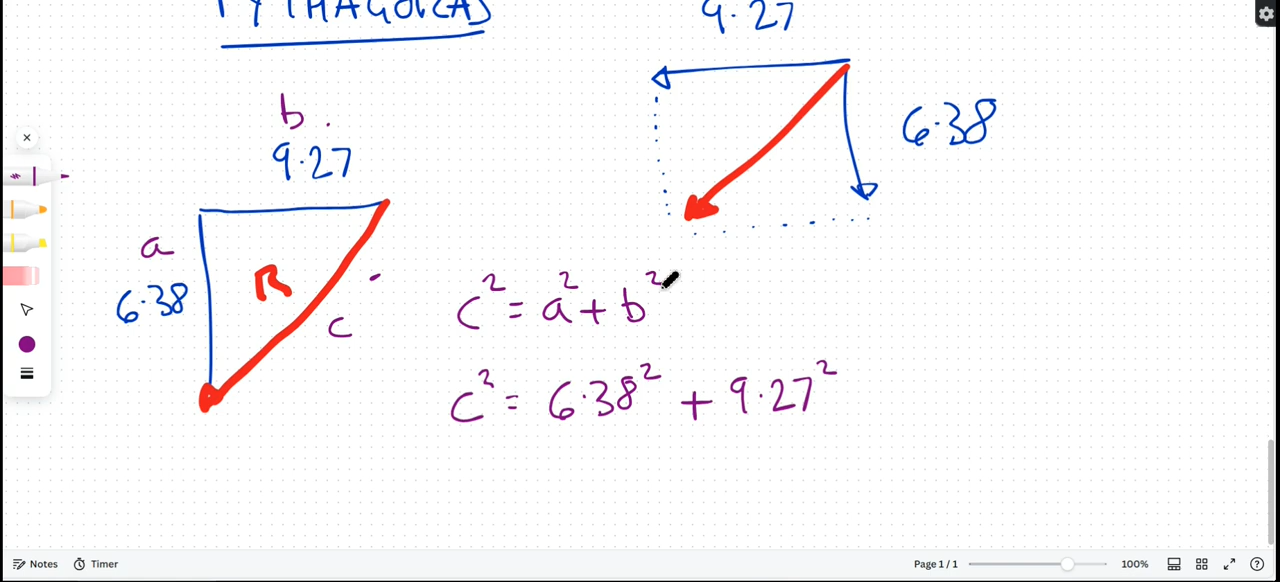 PYTHAGORAS
9.27
6.38
b.
9.27
a
6.38
R
c
c² = a² + b²
c² = 6.38² + 9.27²
Notes
Timer
Page 1 / 1
100%